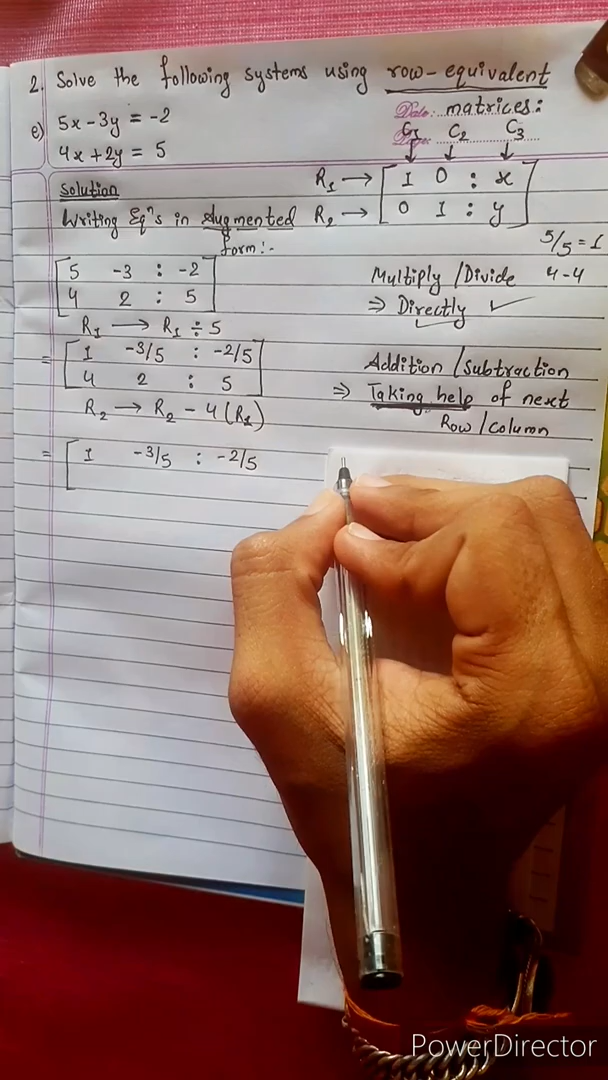 2. Solve the following systems using row-equivalent
Date: matrices:
e) 5x - 3y = -2
4x + 2y = 5
C1 C2 C3
Solution
R1 → [ 1 0 : x
R2 → 0 1 : y ]
Writing Eqns in Augmented
form:-
5/5 = 1
4-4
[ 5 -3 : -2
4 2 : 5 ]
Multiply / Divide
⇒ Directly ✓
R1 → R1 ÷ 5
= [ 1 -3/5 : -2/5
4 2 : 5 ]
Addition / Subtraction
⇒ Taking help of next
Row / Column
R2 → R2 - 4(R1)
= [ 1 -3/5 : -2/5
PowerDirector